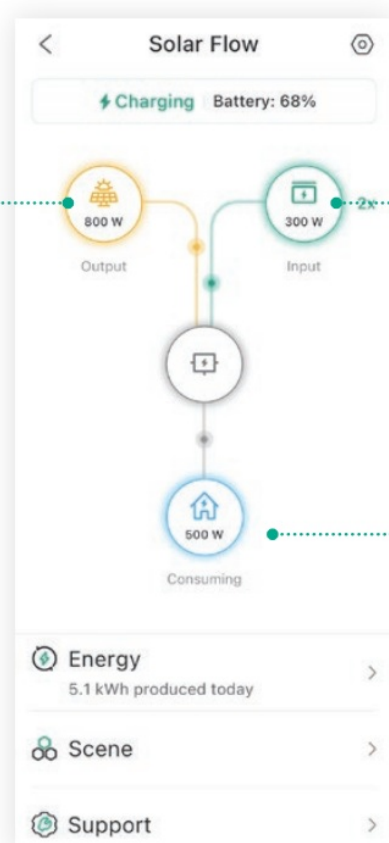 Solar Flow
Charging Battery: 68%
800 W
300 W
2x
Output
Input
500 W
Consuming
Energy
5.1 kWh produced today
Scene
Support